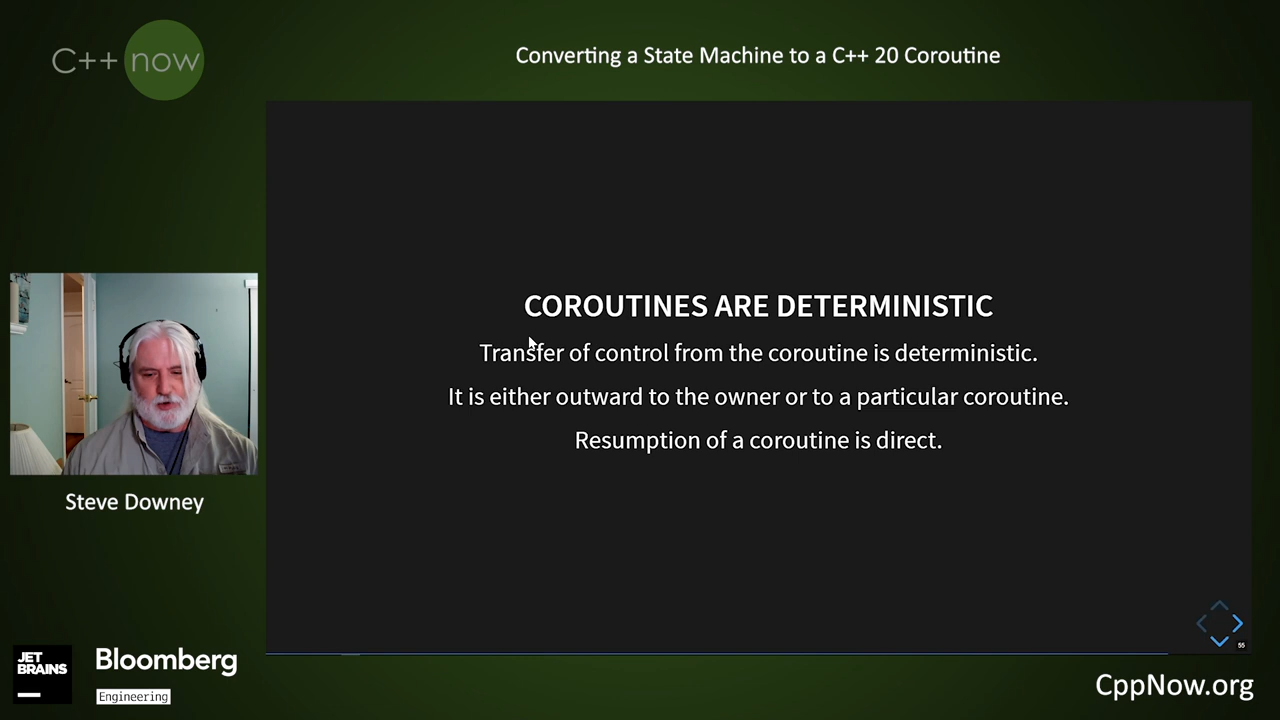 C++ now
Converting a State Machine to a C++ 20 Coroutine
COROUTINES ARE DETERMINISTIC
Transfer of control from the coroutine is deterministic.
It is either outward to the owner or to a particular coroutine.
Resumption of a coroutine is direct.
Steve Downey
JET
BRAINS
Bloomberg
Engineering
55
CppNow.org